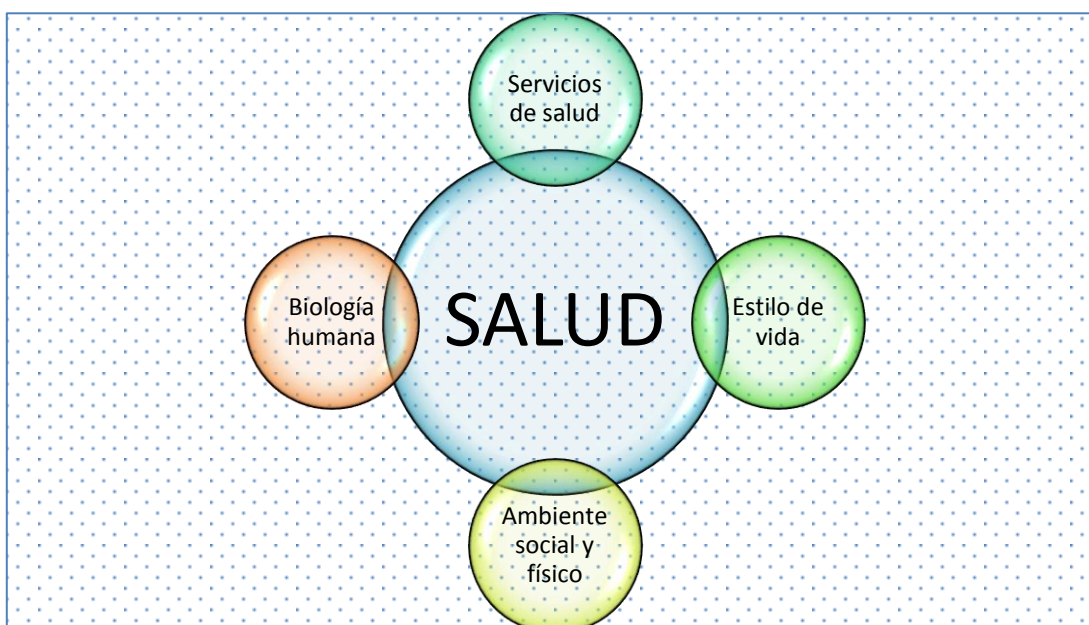 Servicios
de salud
Biología
humana
SALUD
Estilo de
vida
Ambiente
social y
físico